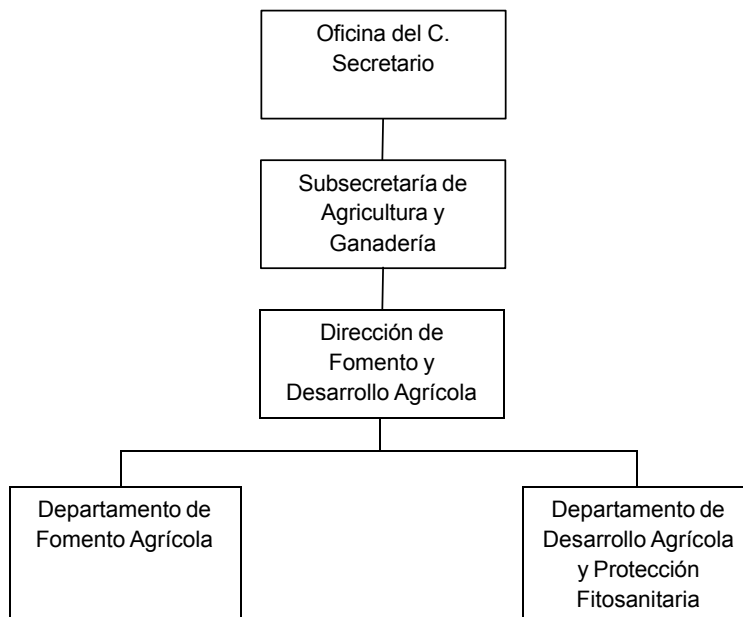 Oficina del C.
Secretario
Subsecretaría de
Agricultura y
Ganadería
Dirección de
Fomento y
Desarrollo Agrícola
Departamento de
Fomento Agrícola
Departamento de
Desarrollo Agrícola
y Protección
Fitosanitaria